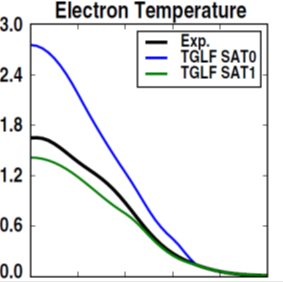 Electron Temperature
3.0
Exp.
TGLF SAT0
TGLF SAT1
2.4
1.8
1.2
0.6
0.0